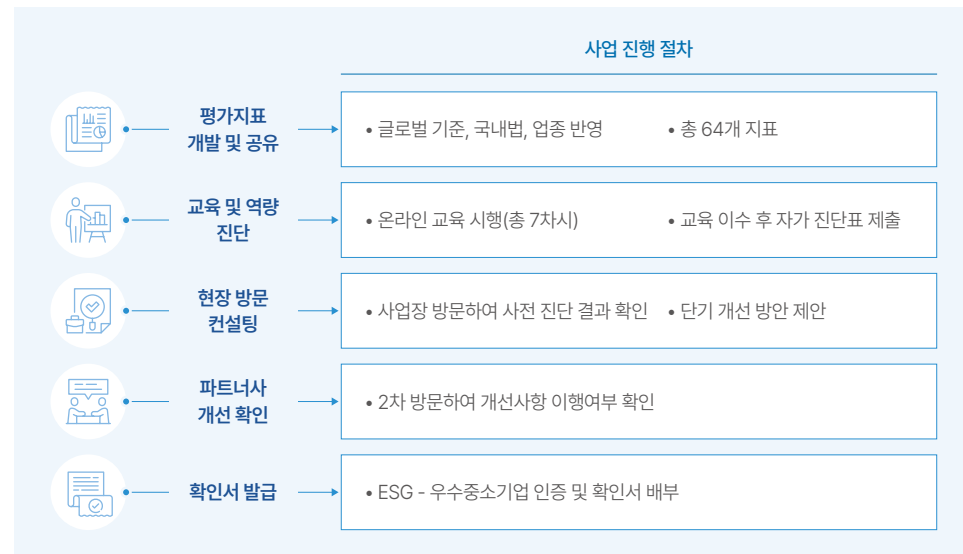 사업 진행 절차
평가지표
개발 및 공유
• 글로벌 기준, 국내법, 업종 반영 • 총 64개 지표
교육 및 역량
진단
• 온라인 교육 시행(총 7차시) • 교육 이수 후 자가 진단표 제출
현장 방문
컨설팅
• 사업장 방문하여 사전 진단 결과 확인 • 단기 개선 방안 제안
파트너사
개선 확인
• 2차 방문하여 개선사항 이행여부 확인
확인서 발급
• ESG - 우수중소기업 인증 및 확인서 배부